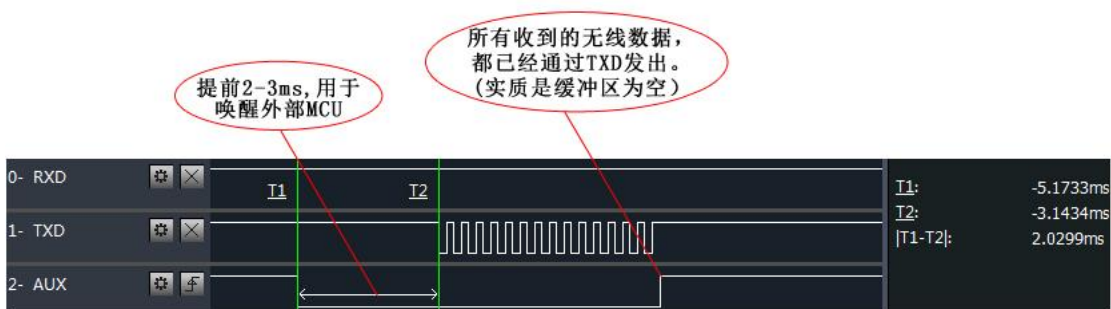 所有收到的无线数据，
都已经通过TXD发出。
(实质是缓冲区为空)
提前2-3ms,用于
唤醒外部MCU
0- RXD
T1
T2
T1:
-5.1733ms
T2:
-3.1434ms
|T1-T2|:
2.0299ms
1- TXD
2- AUX